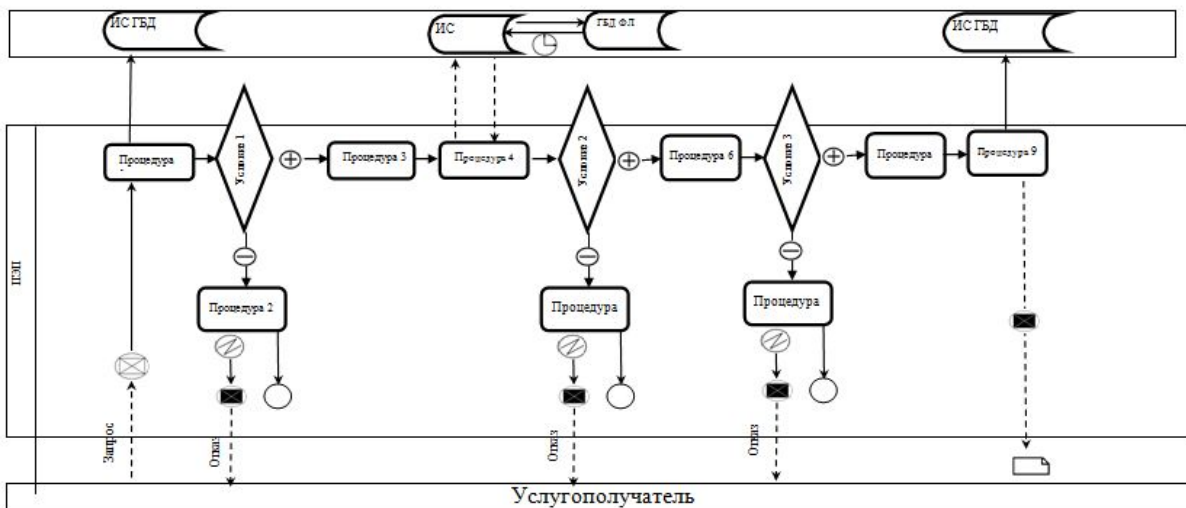 ИС ГБД
ИС
ГБД ФЛ
ИС ГБД
Процедура
Условие 1
Процедура 3
Процедура 4
Условие 2
Процедура 6
Условие 3
Процедура
Процедура 9
ПЭП
Процедура 2
Процедура
Процедура
Запрос
Отказ
Отказ
Отказ
Услугополучатель